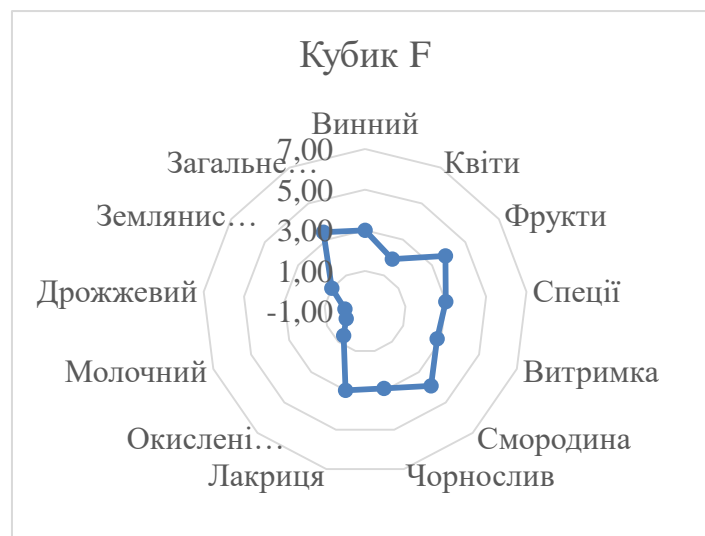 Кубик F
Винний
Квіти
Фрукти
Спеції
Витримка
Смородина
Чорнослив
Лакриця
Окислені…
Молочний
Дрожжевий
Землянис…
Загальне…
7,00
5,00
3,00
1,00
-1,00